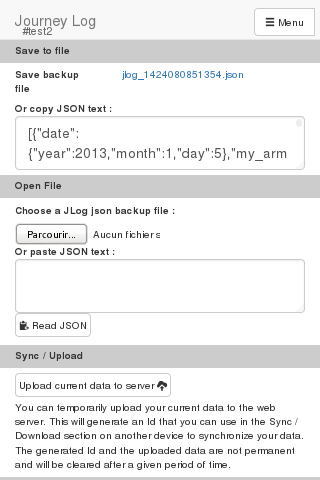 Journey Log
#test2
Menu
Save to file
Save backup file
jlog_1424080851354.json
Or copy JSON text :
[{"date":
{"year":2013,"month":1,"day":5},"my_arm
Open File
Choose a JLog json backup file :
Parcourir... Aucun fichiers
Or paste JSON text :
Read JSON
Sync / Upload
Upload current data to server
You can temporarily upload your current data to the web
server. This will generate an Id that you can use in the Sync /
Download section on another device to synchronize your data.
The generated Id and the uploaded data are not permanent
and will be cleared after a given period of time.